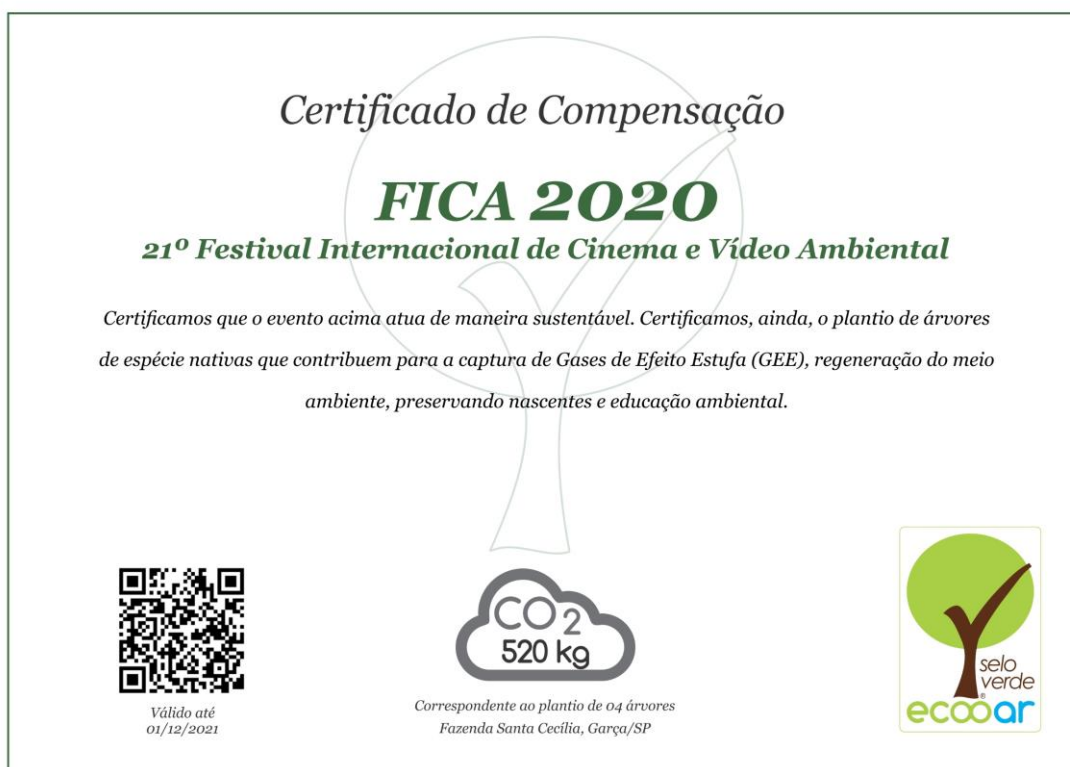 Certificado de Compensação
FICA 2020
21º Festival Internacional de Cinema e Vídeo Ambiental
Certificamos que o evento acima atua de maneira sustentável. Certificamos, ainda, o plantio de árvores
de espécie nativas que contribuem para a captura de Gases de Efeito Estufa (GEE), regeneração do meio
ambiente, preservando nascentes e educação ambiental.
Válido até
01/12/2021
CO2
520 kg
Correspondente ao plantio de 04 árvores
Fazenda Santa Cecília, Garça/SP
selo
verde
®
ecooar